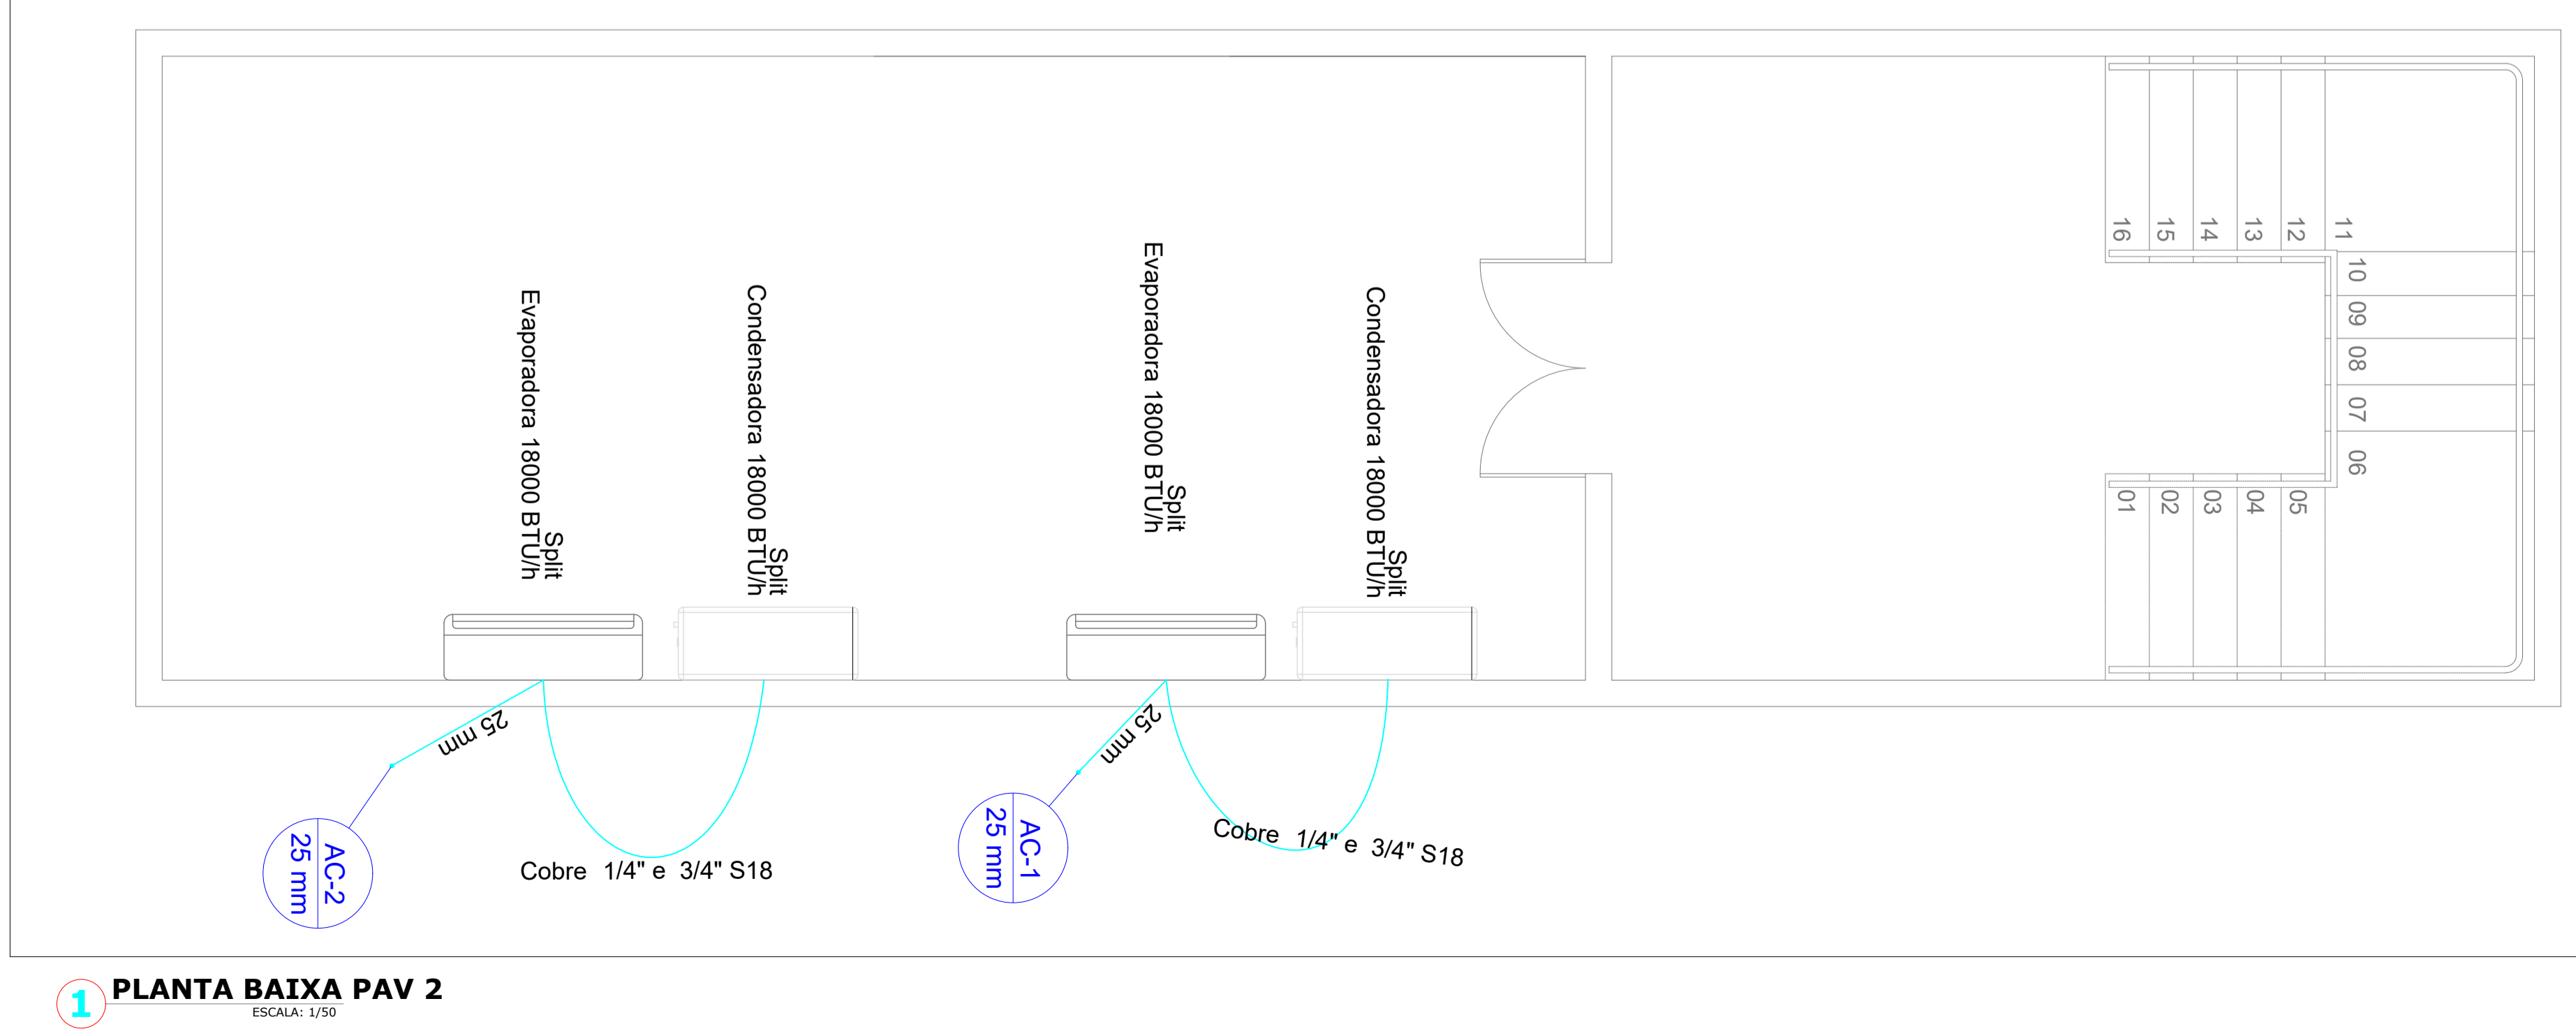 Evaporadora 18000 BTU/h
Split
Condensadora 18000 BTU/h
Split
Evaporadora 18000 BTU/h
Split
Condensadora 18000 BTU/h
Split
16
15
14
13
12
11
10
09
08
07
06
01
02
03
04
05
25 mm
25 mm
AC-2
25 mm
Cobre 1/4" e 3/4" S18
AC-1
25 mm
Cobre 1/4" e 3/4" S18
1 PLANTA BAIXA PAV 2
ESCALA: 1/50